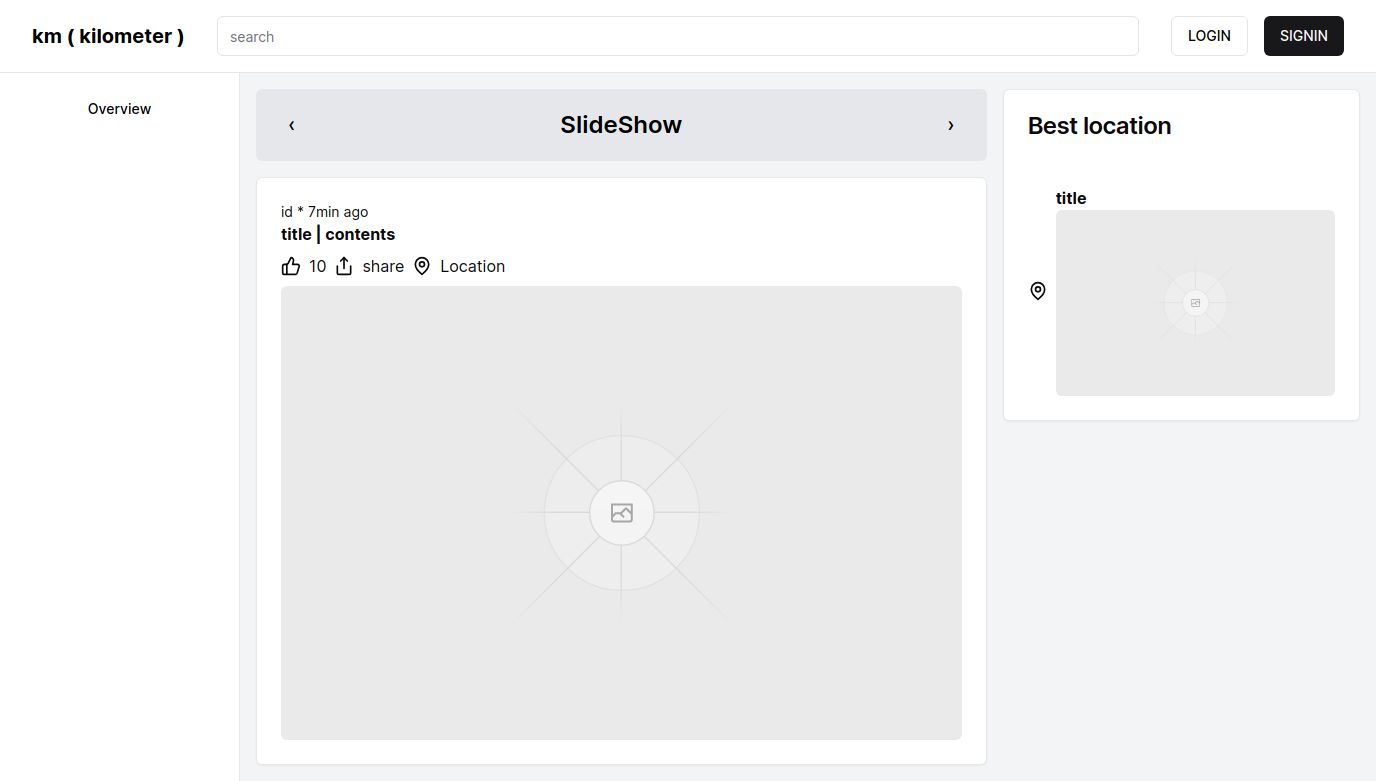 km ( kilometer )
search
LOGIN
SIGNIN
Overview
‹
SlideShow
›
id * 7min ago
title | contents
10 share Location
Best location
title